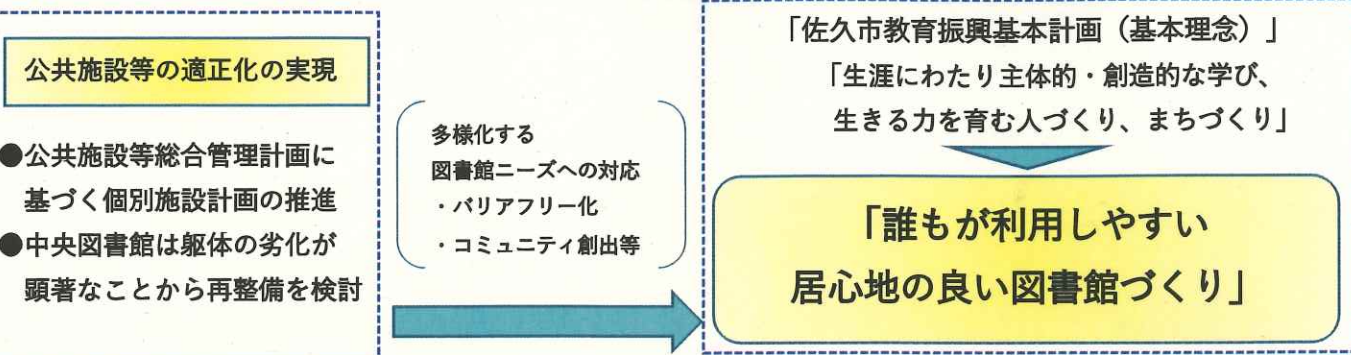 公共施設等の適正化の実現
●公共施設等総合管理計画に
基づく個別施設計画の推進
●中央図書館は躯体の劣化が
顕著なことから再整備を検討
多様化する
図書館ニーズへの対応
・バリアフリー化
・コミュニティ創出等
「佐久市教育振興基本計画（基本理念）」
「生涯にわたり主体的・創造的な学び、
生きる力を育む人づくり、まちづくり」
「誰もが利用しやすい
居心地の良い図書館づくり」